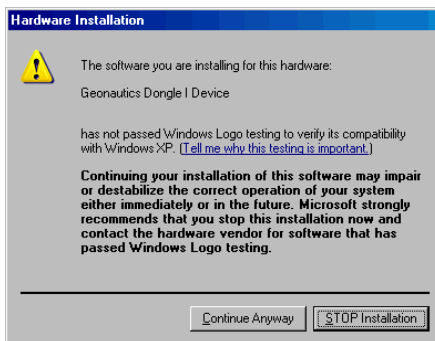 Hardware Installation
The software you are installing for this hardware:
Geonautics Dongle I Device
has not passed Windows Logo testing to verify its compatibility
with Windows XP. (Tell me why this testing is important.)
Continuing your installation of this software may impair
or destabilize the correct operation of your system
either immediately or in the future. Microsoft strongly
recommends that you stop this installation now and
contact the hardware vendor for software that has
passed Windows Logo testing.
Continue Anyway
STOP Installation